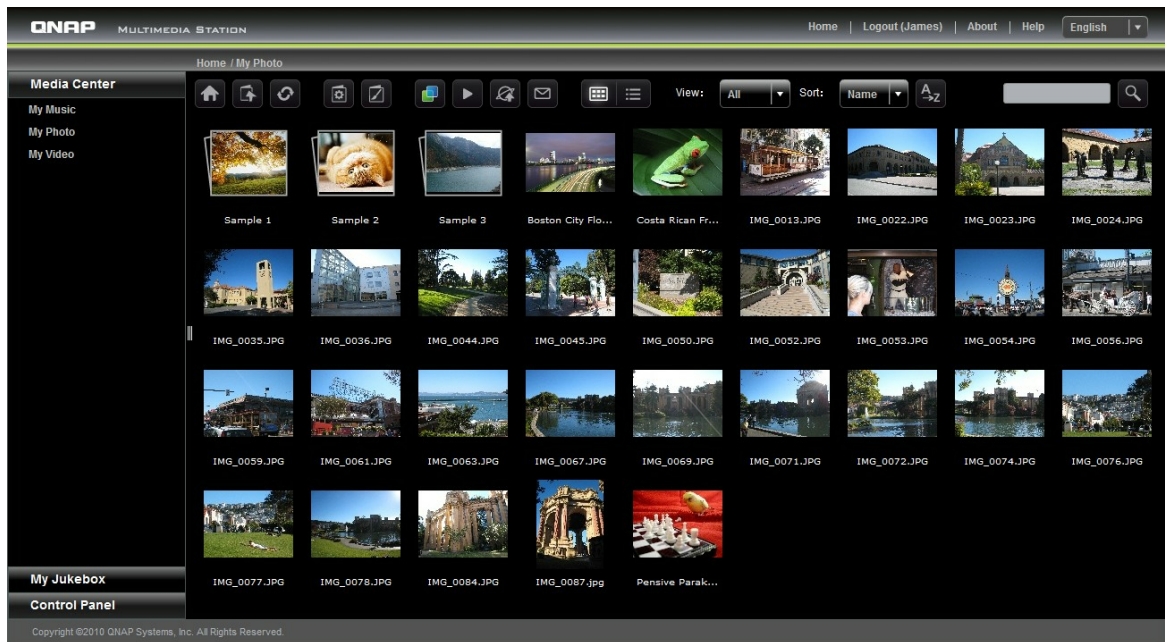 QNAP MULTIMEDIA STATION
Home | Logout (James) | About | Help English
Home / My Photo
Media Center
My Music
My Photo
My Video
View: All Sort: Name A Z
Sample 1 Sample 2 Sample 3 Boston City Flo... Costa Rican Fr... IMG_0013.JPG IMG_0022.JPG IMG_0023.JPG IMG_0024.JPG
IMG_0035.JPG IMG_0036.JPG IMG_0044.JPG IMG_0045.JPG IMG_0050.JPG IMG_0052.JPG IMG_0053.JPG IMG_0054.JPG IMG_0056.JPG
IMG_0059.JPG IMG_0061.JPG IMG_0063.JPG IMG_0067.JPG IMG_0069.JPG IMG_0071.JPG IMG_0072.JPG IMG_0074.JPG IMG_0076.JPG
IMG_0077.JPG IMG_0078.JPG IMG_0084.JPG IMG_0087.jpg Pensive Parak...
My Jukebox
Control Panel
Copyright ©2010 QNAP Systems, Inc. All Rights Reserved.